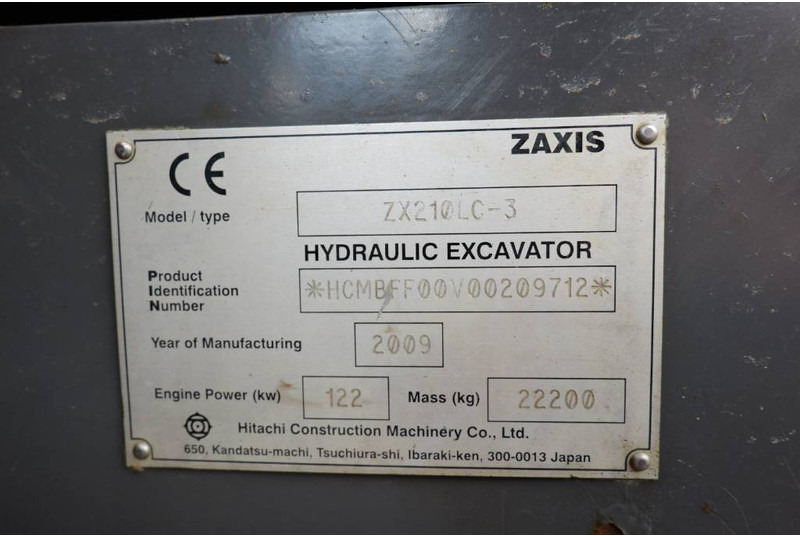 CE
ZAXIS
Model / type ZX210LC-3
HYDRAULIC EXCAVATOR
Product
Identification
Number
*HCMBFF00V00209712*
Year of Manufacturing 2009
Engine Power (kw) 122 Mass (kg) 22200
Hitachi Construction Machinery Co., Ltd.
650, Kandatsu-machi, Tsuchiura-shi, Ibaraki-ken, 300-0013 Japan